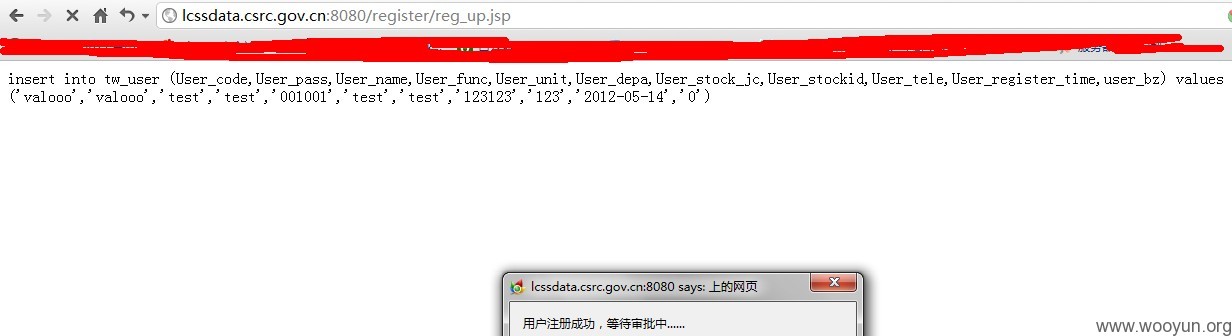 lcssdata.csrc.gov.cn:8080/register/reg_up.jsp
insert into tw_user (User_code,User_pass,User_name,User_func,User_unit,User_depa,User_stock_jc,User_stockid,User_tele,User_register_time,user_bz) values
('valooo','valooo','test','test','001001','test','test','123123','123','2012-05-14','0')
lcssdata.csrc.gov.cn:8080 says: 上的网页
用户注册成功，等待审批中......
www.wooyun.org